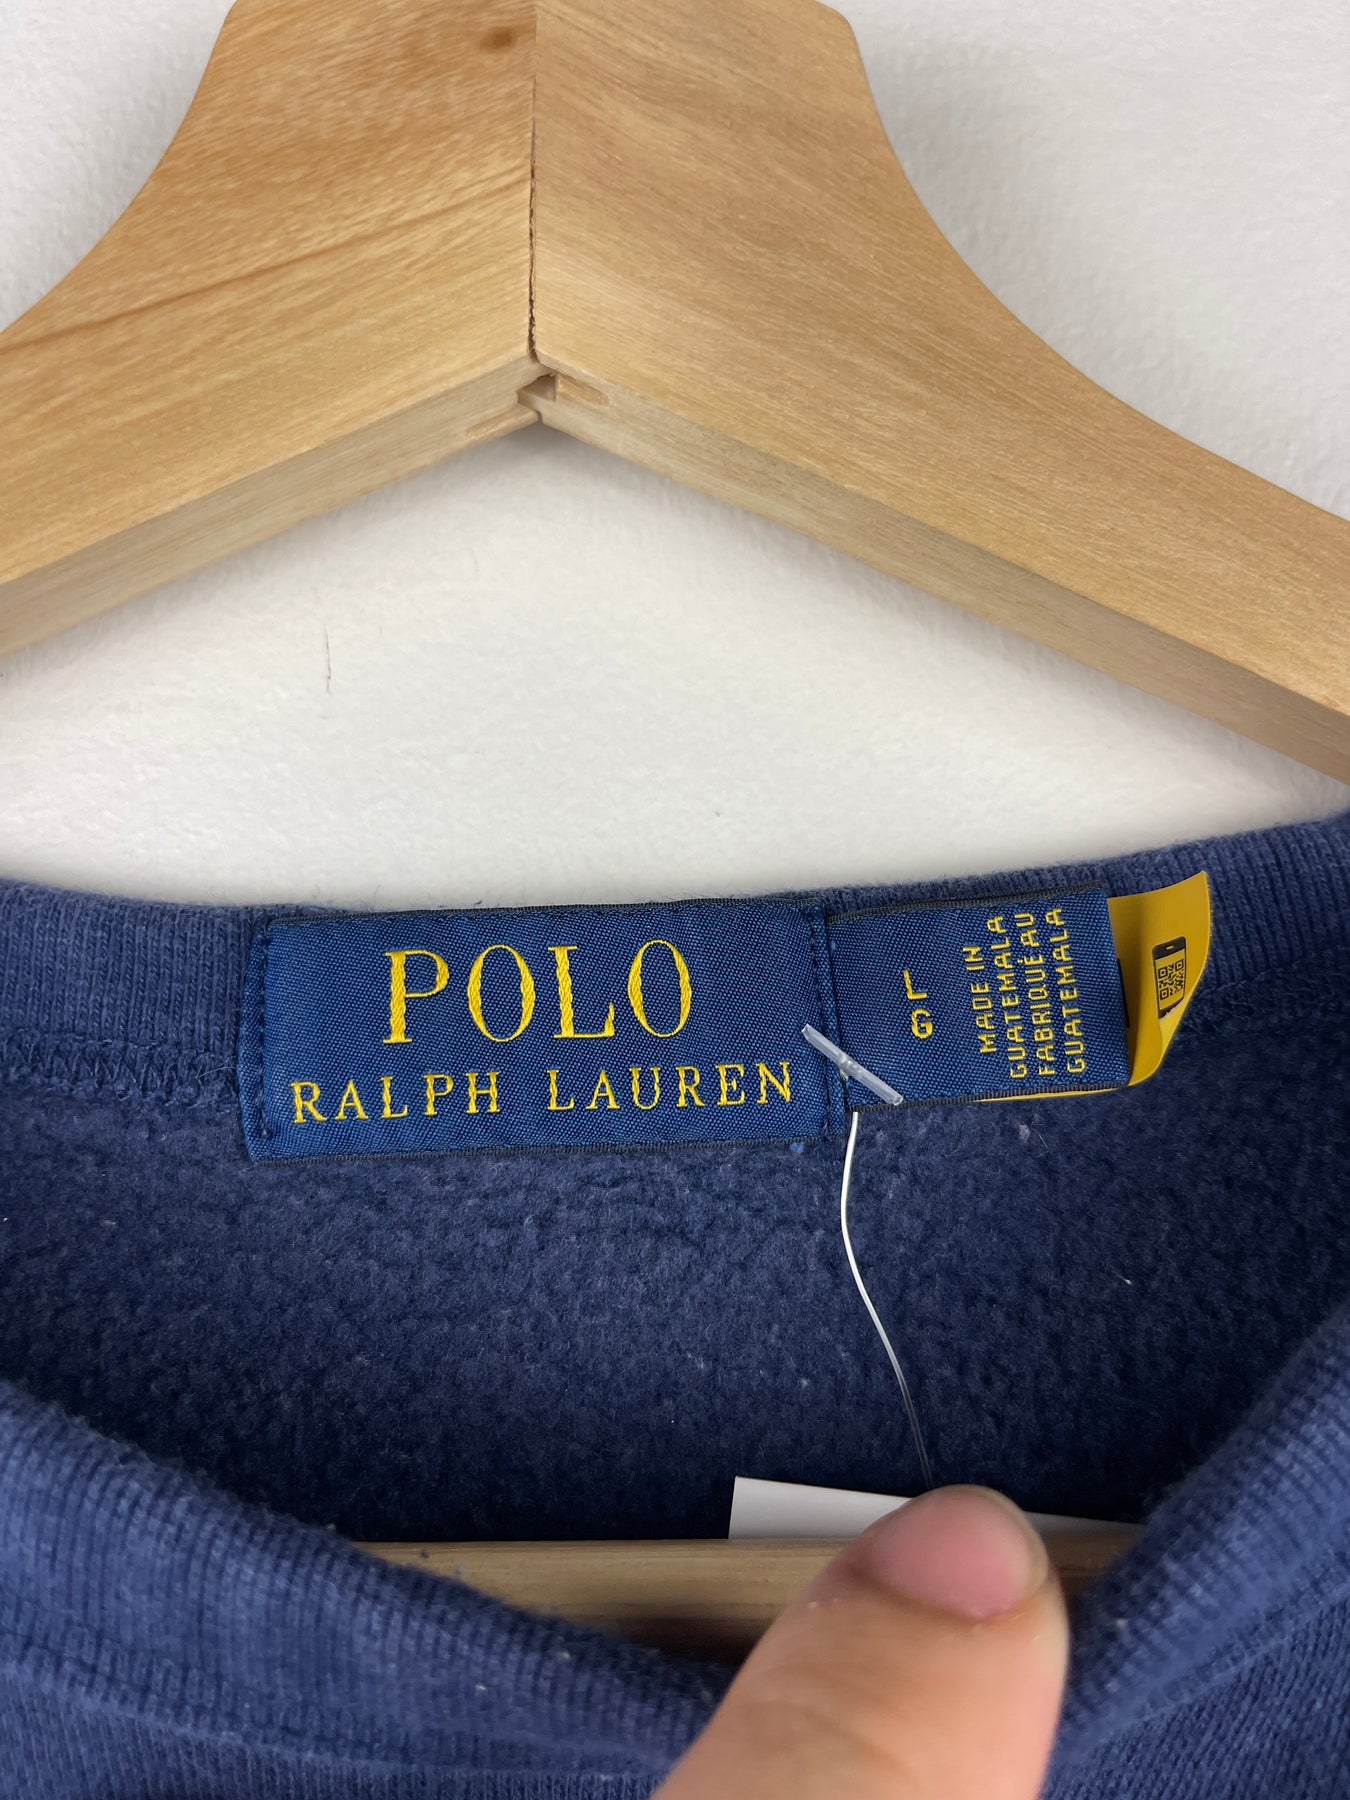 POLO
RALPH LAUREN
L
G
MADE IN
GUATEMALA
FABRIQUÉ AU
GUATEMALA